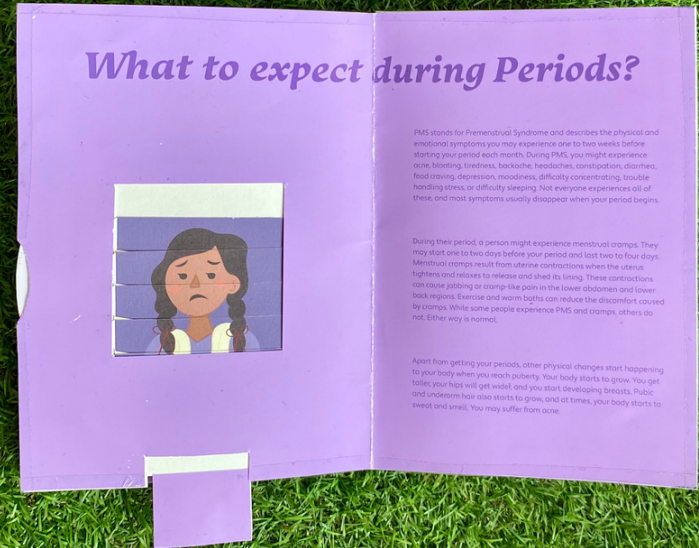 What to expect during Periods?
PMS stands for Premenstrual Syndrome and describes the physical and
emotional symptoms you may experience one to two weeks before
starting your period each month. During PMS, you might experience
acne, bloating, tiredness, backache, headaches, constipation, diarrhea,
food craving, depression, moodiness, difficulty concentrating, trouble
handling stress, or difficulty sleeping. Not everyone experiences all of
these, and most symptoms usually disappear when your period begins.
During their period, a person might experience menstrual cramps. They
may start one to two days before your period and last two to four days.
Menstrual cramps result from uterine contractions when the uterus
tightens and relaxes to release and shed its lining. These contractions
can cause jabbing or cramp-like pain in the lower abdomen and lower
back regions. Exercise and warm baths can reduce the discomfort caused
by cramps. While some people experience PMS and cramps, others do
not. Either way is normal.
Apart from getting your periods, other physical changes start happening
to your body when you reach puberty. Your body starts to grow. You get
taller, your hips will get wider, and you start developing breasts. Pubic
and underarm hair also starts to grow, and at times, your body starts to
sweat and smell. You may suffer from acne.